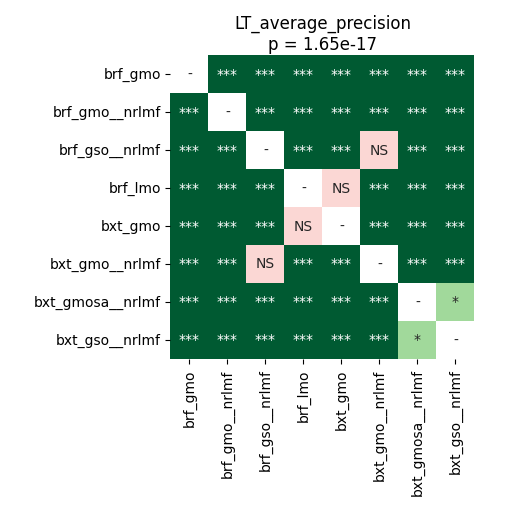 LT_average_precision
p = 1.65e-17
brf_gmo - *** *** *** *** *** *** ***
brf_gmo__nrlmf *** - *** *** *** *** *** ***
brf_gso__nrlmf *** *** - *** *** NS *** ***
brf_lmo *** *** *** - NS *** *** ***
bxt_gmo *** *** *** NS - *** *** ***
bxt_gmo__nrlmf *** *** NS *** *** - *** ***
bxt_gmosa__nrlmf *** *** *** *** *** *** - *
bxt_gso__nrlmf *** *** *** *** *** *** * -
brf_gmo
brf_gmo__nrlmf
brf_gso__nrlmf
brf_lmo
bxt_gmo
bxt_gmo__nrlmf
bxt_gmosa__nrlmf
bxt_gso__nrlmf